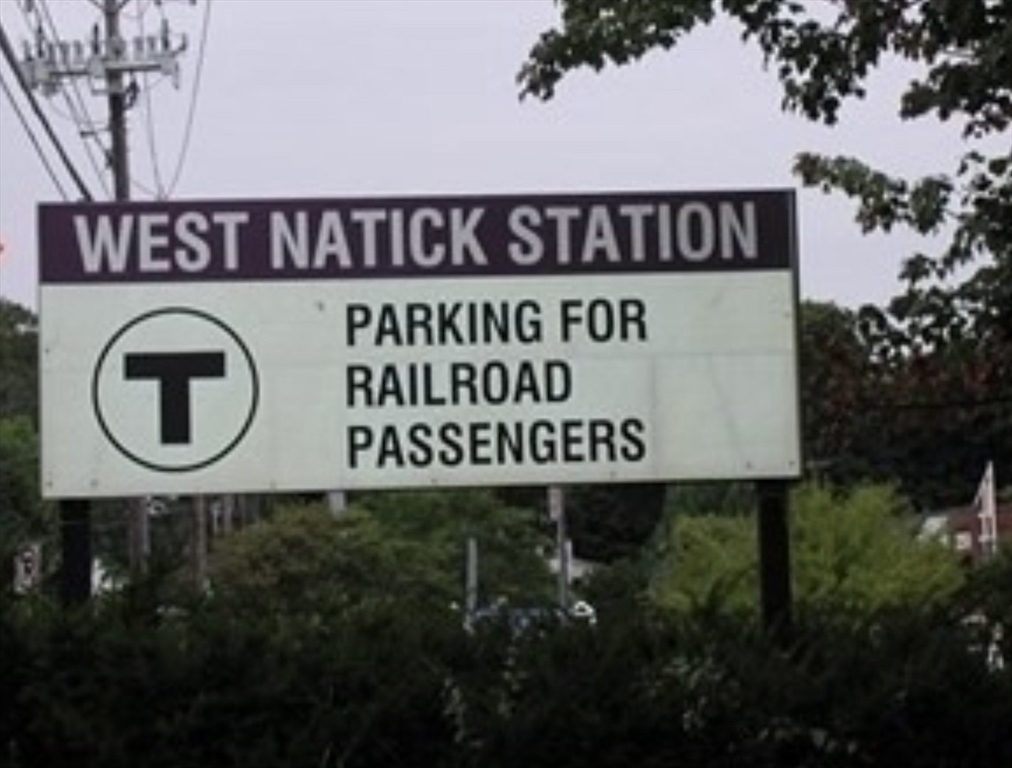 WEST NATICK STATION
T
PARKING FOR
RAILROAD
PASSENGERS